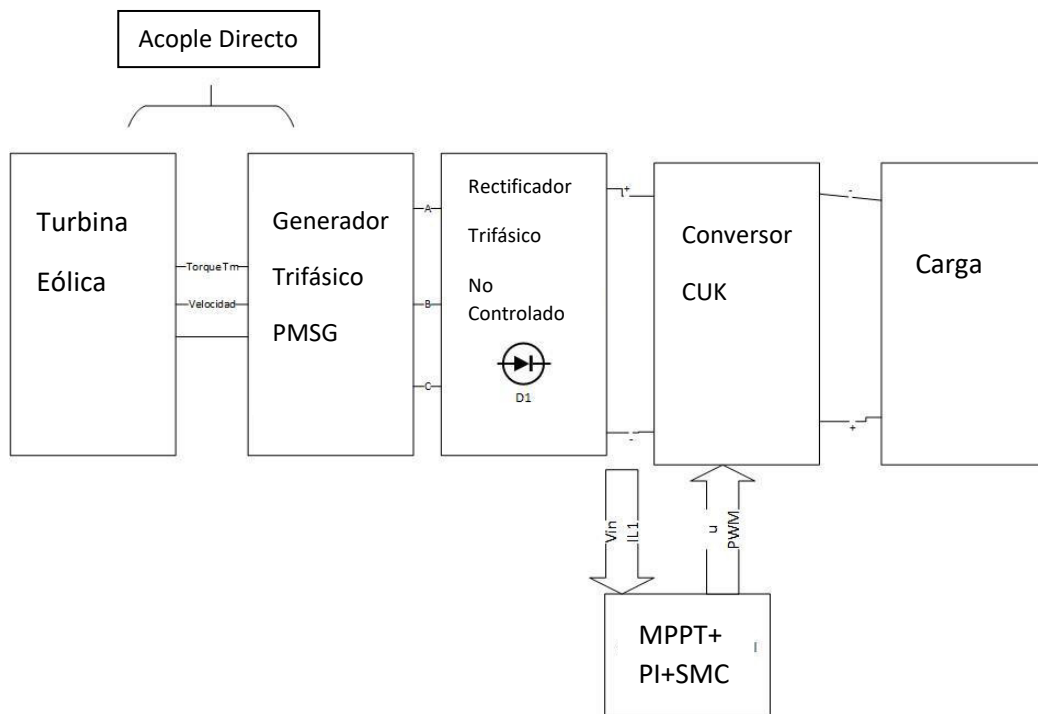 Acople Directo
Turbina
Eólica
TorqueTm
Velocidad
Generador
Trifásico
PMSG
A
B
C
Rectificador
Trifásico
No
Controlado
D1
+
-
Conversor
CUK
-
+
Carga
Vin
IL1
u
PWM
MPPT+
PI+SMC